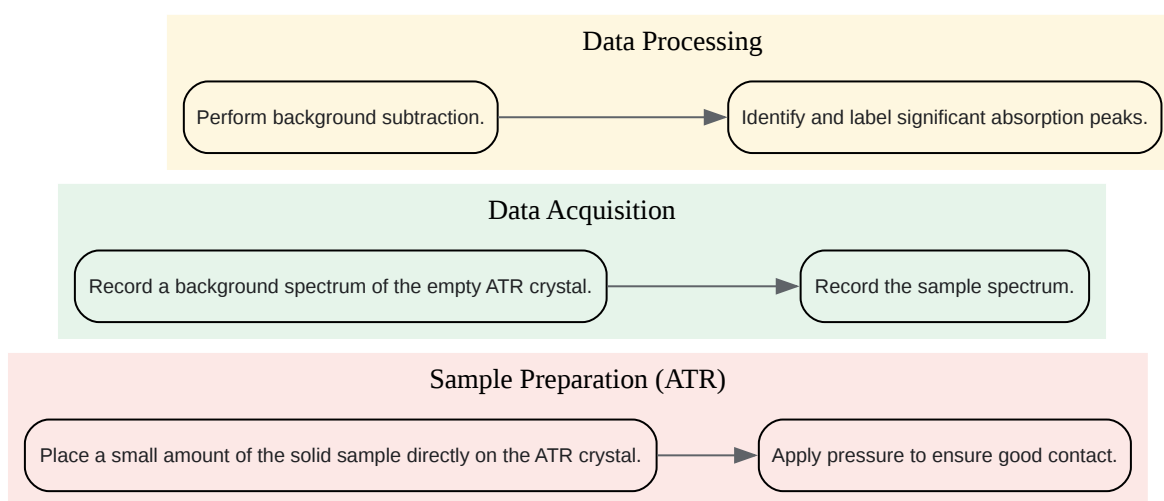 Data Processing
Perform background subtraction.
Identify and label significant absorption peaks.
Data Acquisition
Record a background spectrum of the empty ATR crystal.
Record the sample spectrum.
Sample Preparation (ATR)
Place a small amount of the solid sample directly on the ATR crystal.
Apply pressure to ensure good contact.